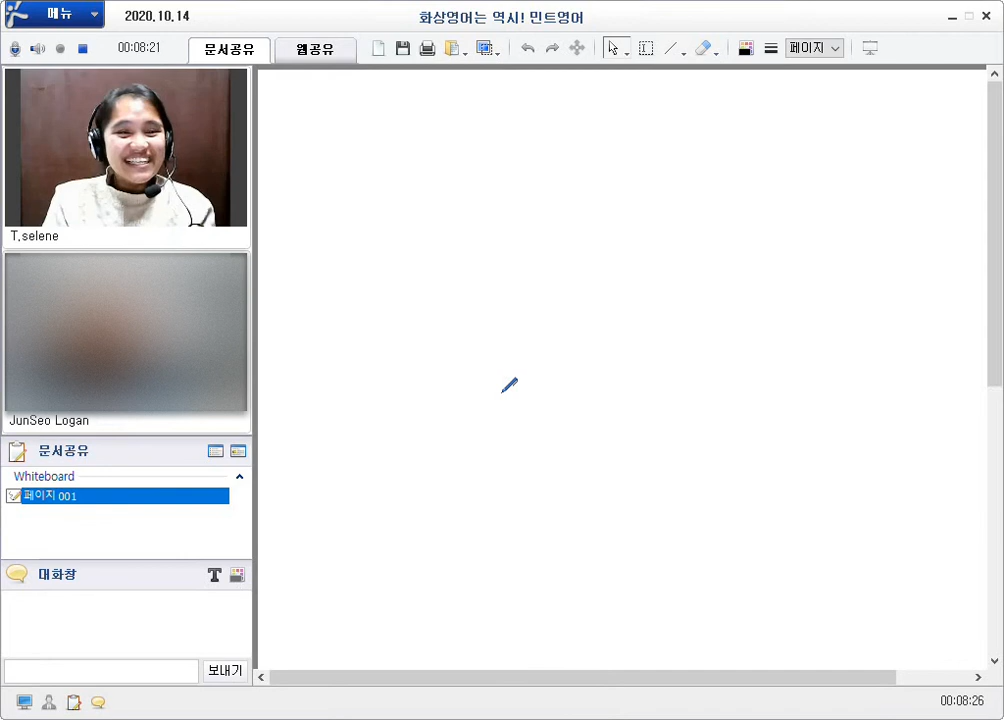 메뉴
2020.10.14
화상영어는 역시! 민트영어
00:08:21
문서공유
웹공유
페이지
T.selene
JunSeo Logan
문서공유
Whiteboard
페이지 001
대화창
보내기
00:08:26